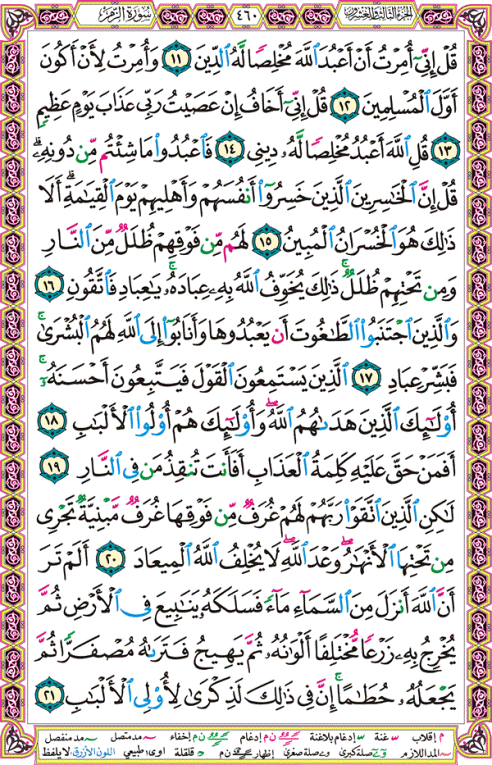 الجزء الثالث والعشرون ٤٦٠ سورة الزمر
قُلْ إِنِّىٓ أُمِرْتُ أَنْ أَعْبُدَ ٱللَّهَ مُخْلِصًا لَّهُ ٱلدِّينَ ١١ وَأُمِرْتُ لِأَنْ أَكُونَ
أَوَّلَ ٱلْمُسْلِمِينَ ١٢ قُلْ إِنِّىٓ أَخَافُ إِنْ عَصَيْتُ رَبِّى عَذَابَ يَوْمٍ عَظِيمٍ
١٣ قُلِ ٱللَّهَ أَعْبُدُ مُخْلِصًا لَّهُۥ دِينِى ١٤ فَٱعْبُدُوا۟ مَا شِئْتُم مِّن دُونِهِۦ ۗ
قُلْ إِنَّ ٱلْخَٰسِرِينَ ٱلَّذِينَ خَسِرُوٓا۟ أَنفُسَهُمْ وَأَهْلِيهِمْ يَوْمَ ٱلْقِيَٰمَةِ ۗ أَلَا
ذَٰلِكَ هُوَ ٱلْخُسْرَانُ ٱلْمُبِينُ ١٥ لَهُم مِّن فَوْقِهِمْ ظُلَلٌ مِّنَ ٱلنَّارِ
وَمِن تَحْتِهِمْ ظُلَلٌ ۚ ذَٰلِكَ يُخَوِّفُ ٱللَّهُ بِهِۦ عِبَادَهُۥ ۚ يَٰعِبَادِ فَٱتَّقُونِ ١٦
وَٱلَّذِينَ ٱجْتَنَبُوا۟ ٱلطَّٰغُوتَ أَن يَعْبُدُوهَا وَأَنَابُوٓا۟ إِلَى ٱللَّهِ لَهُمُ ٱلْبُشْرَىٰ ۚ
فَبَشِّرْ عِبَادِ ١٧ ٱلَّذِينَ يَسْتَمِعُونَ ٱلْقَوْلَ فَيَتَّبِعُونَ أَحْسَنَهُۥٓ ۚ
أُو۟لَٰٓئِكَ ٱلَّذِينَ هَدَىٰهُمُ ٱللَّهُ ۖ وَأُو۟لَٰٓئِكَ هُمْ أُو۟لُوا۟ ٱلْأَلْبَٰبِ ١٨
أَفَمَنْ حَقَّ عَلَيْهِ كَلِمَةُ ٱلْعَذَابِ أَفَأَنتَ تُنقِذُ مَن فِى ٱلنَّارِ ١٩
لَٰكِنِ ٱلَّذِينَ ٱتَّقَوْا۟ رَبَّهُمْ لَهُمْ غُرَفٌ مِّن فَوْقِهَا غُرَفٌ مَّبْنِيَّةٌ تَجْرِى
مِن تَحْتِهَا ٱلْأَنْهَٰرُ ۖ وَعْدَ ٱللَّهِ ۖ لَا يُخْلِفُ ٱللَّهُ ٱلْمِيعَادَ ٢٠ أَلَمْ تَرَ
أَنَّ ٱللَّهَ أَنزَلَ مِنَ ٱلسَّمَآءِ مَآءً فَسَلَكَهُۥ يَنَٰبِيعَ فِى ٱلْأَرْضِ ثُمَّ
يُخْرِجُ بِهِۦ زَرْعًا مُّخْتَلِفًا أَلْوَٰنُهُۥ ثُمَّ يَهِيجُ فَتَرَىٰهُ مُصْفَرًّا ثُمَّ
يَجْعَلُهُۥ حُطَٰمًا ۚ إِنَّ فِى ذَٰلِكَ لَذِكْرَىٰ لِأُو۟لِى ٱلْأَلْبَٰبِ ٢١
م إقلاب س غنة س إدغام بلاغنة ن م إدغام ن م إخفاء مد متصل مد منفصل
المد اللازم صلة كبرى صلة صغرى إظهار ن م قلقلة اوى طبيعي اللون الأزرق لا يلفظ